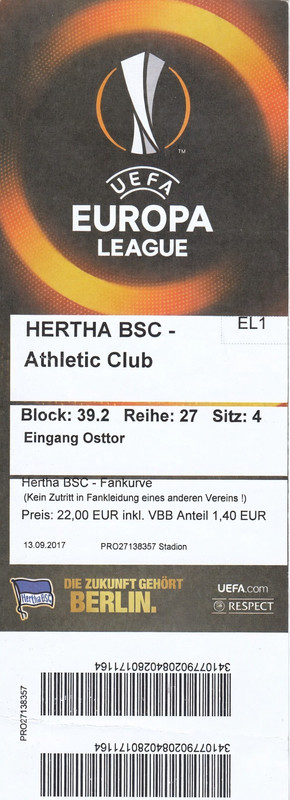 TM
UEFA
EUROPA
LEAGUE
EL1
HERTHA BSC -
Athletic Club
Block: 39.2 Reihe: 27 Sitz: 4
Eingang Osttor
Hertha BSC - Fankurve
(Kein Zutritt in Fankleidung eines anderen Vereins !)
Preis: 22,00 EUR inkl. VBB Anteil 1,40 EUR
13.09.2017 PRO27138357 Stadion
Hertha BSC
DIE ZUKUNFT GEHÖRT
BERLIN.
UEFA.com
RESPECT
PRO27138357
3410779020840280171164
3410779020840280171164